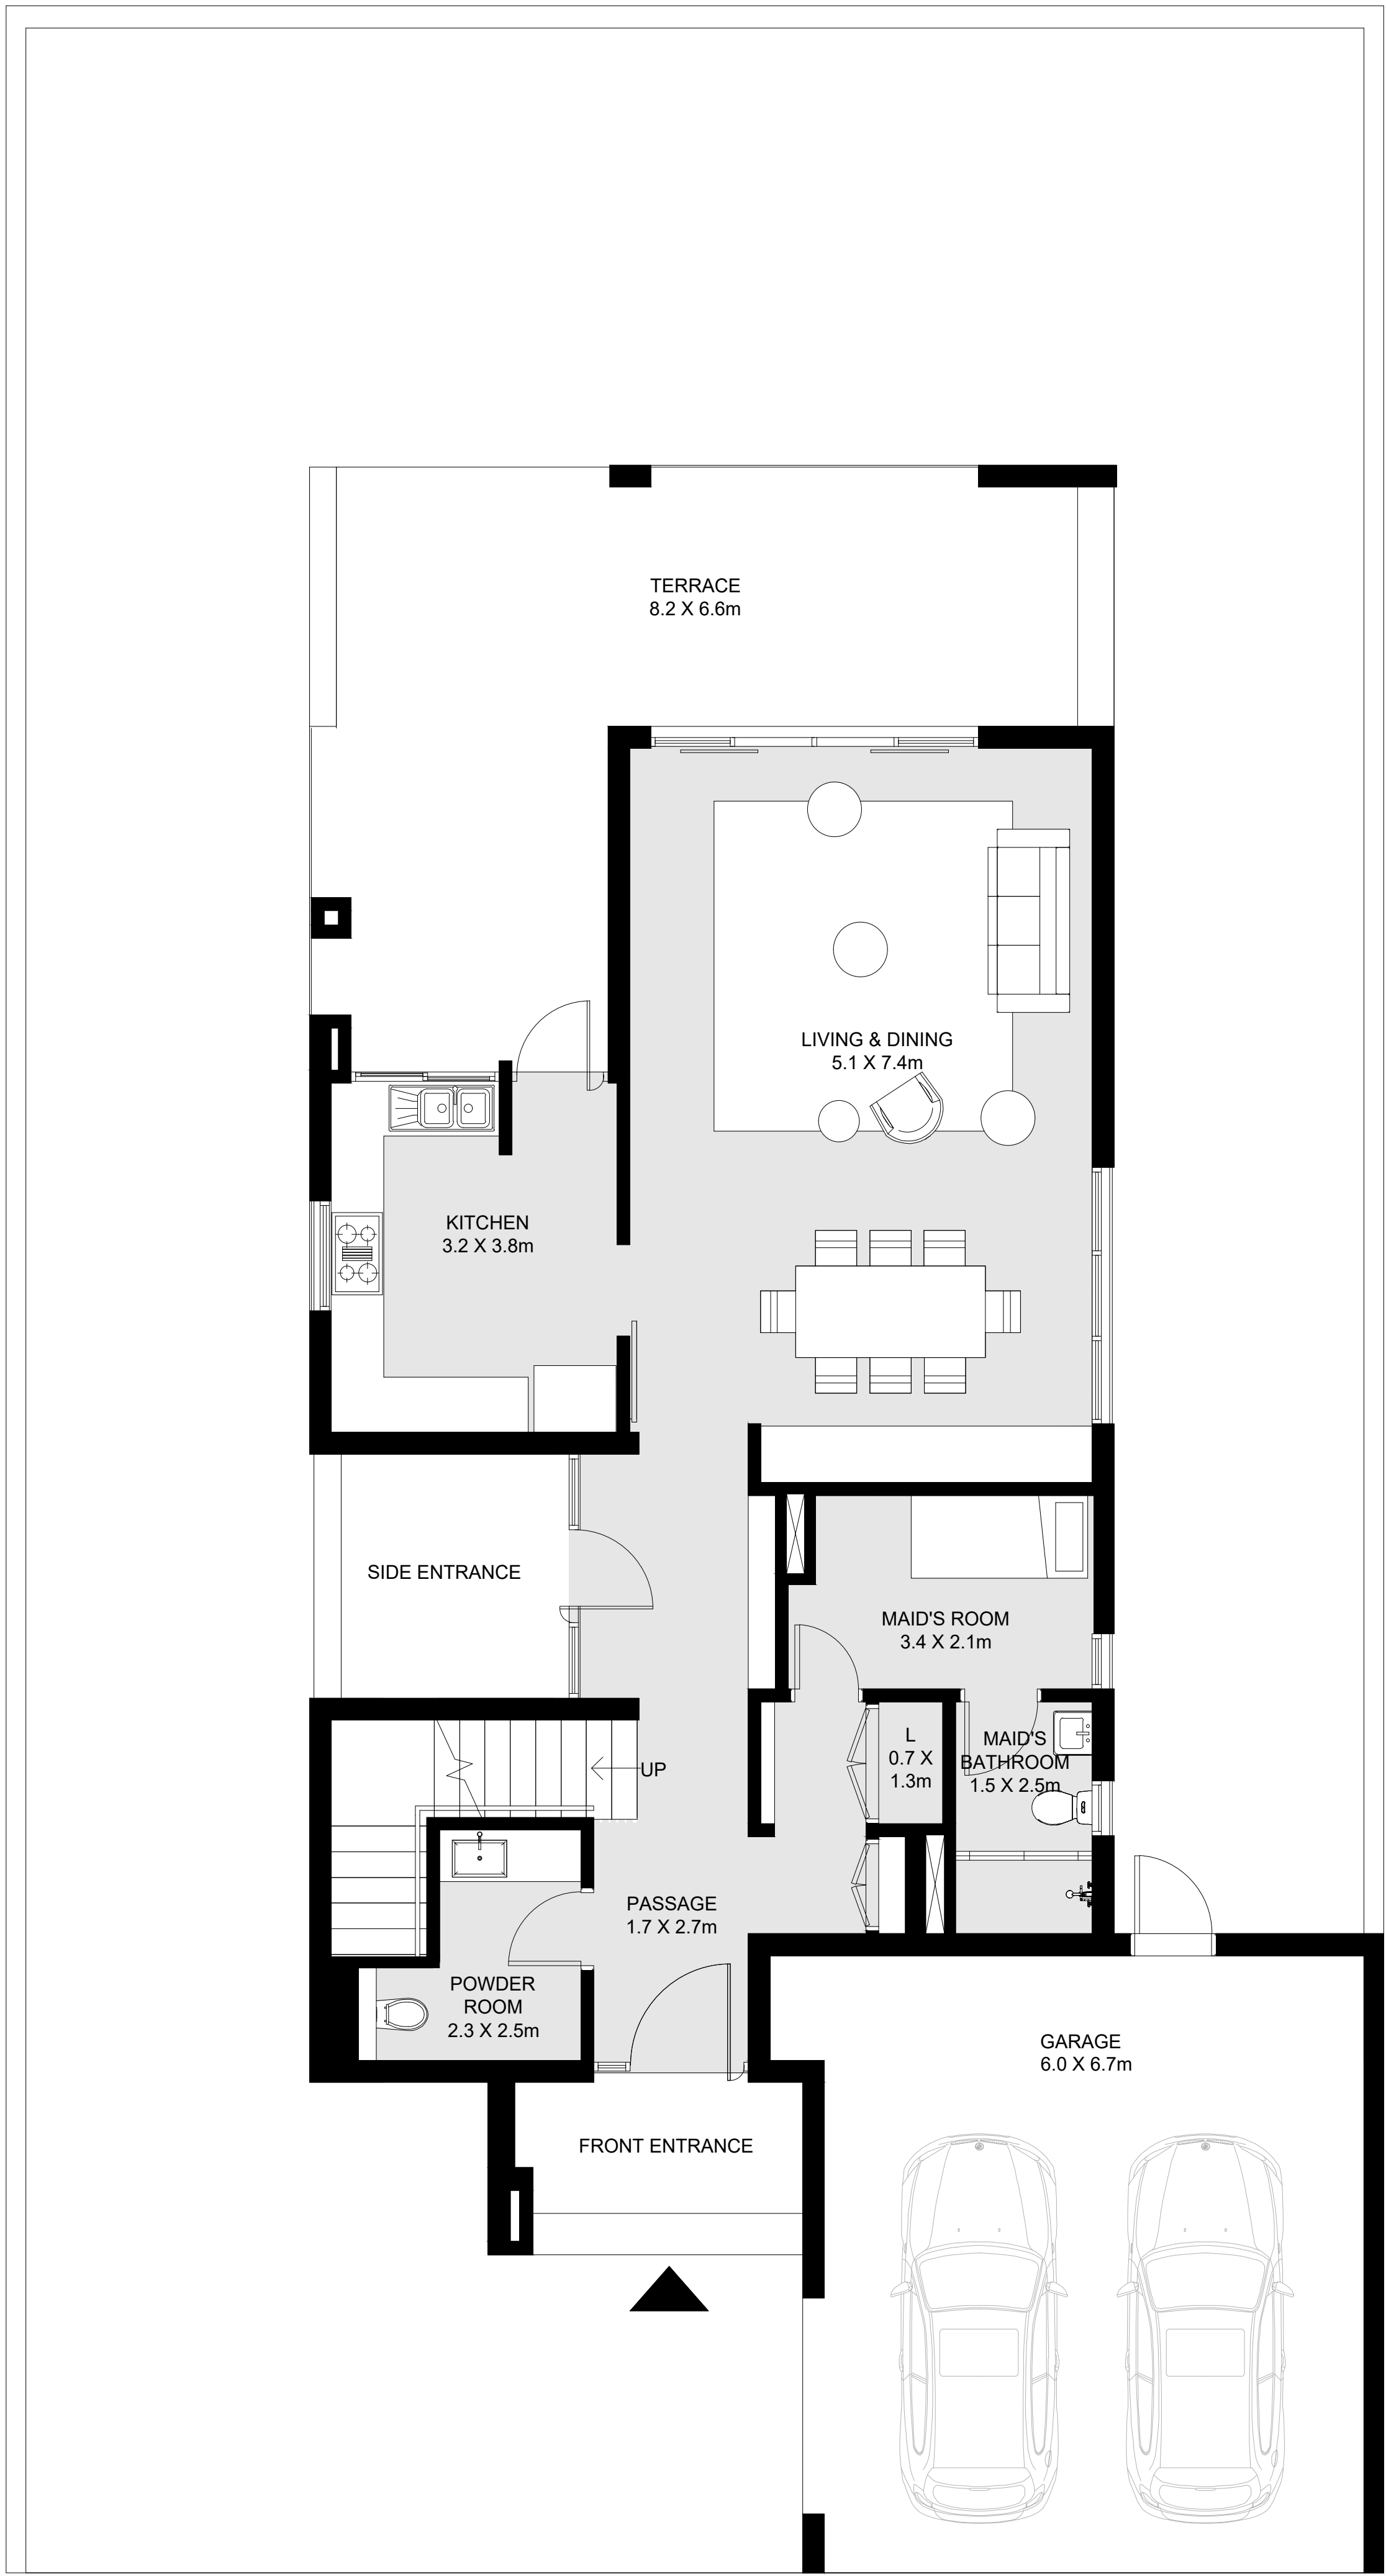 TERRACE
8.2 X 6.6m
LIVING & DINING
5.1 X 7.4m
KITCHEN
3.2 X 3.8m
SIDE ENTRANCE
MAID'S ROOM
3.4 X 2.1m
L
0.7 X
1.3m
MAID'S
BATHROOM
1.5 X 2.5m
UP
PASSAGE
1.7 X 2.7m
POWDER
ROOM
2.3 X 2.5m
GARAGE
6.0 X 6.7m
FRONT ENTRANCE